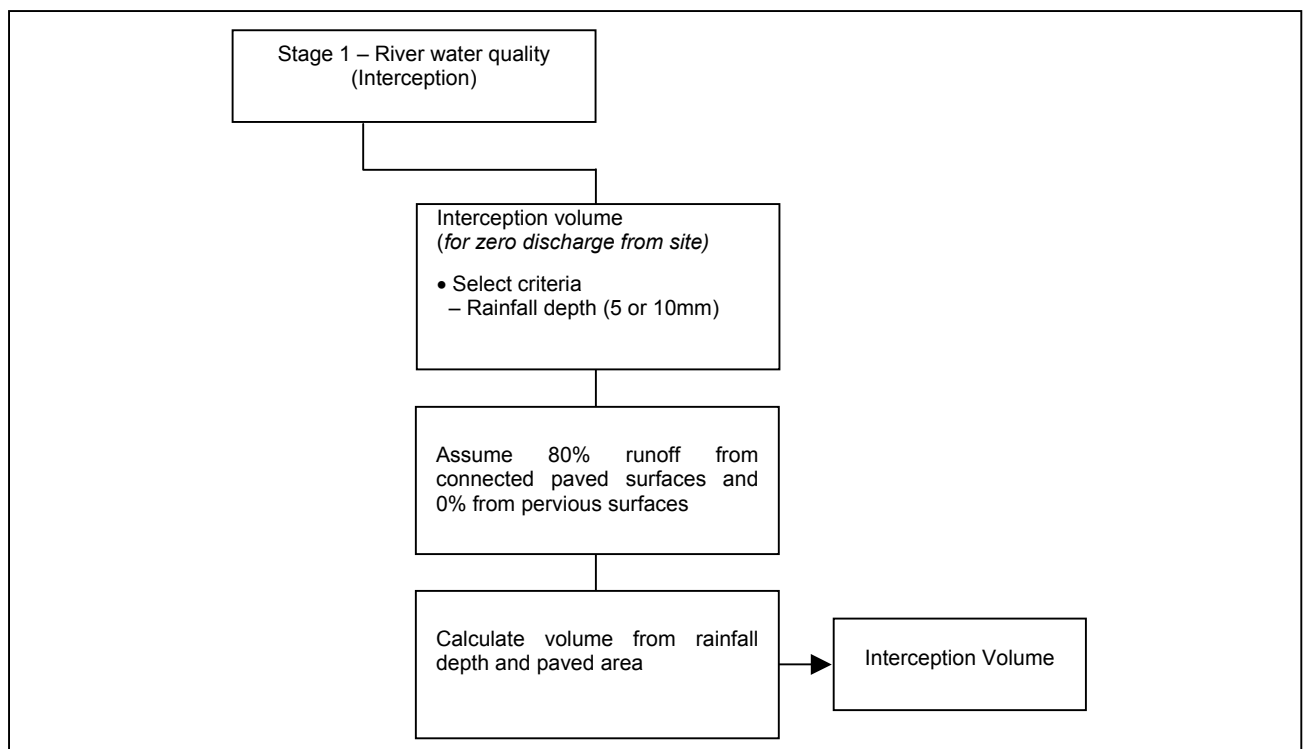 Stage 1 – River water quality
(Interception)
Interception volume
(for zero discharge from site)
• Select criteria
– Rainfall depth (5 or 10mm)
Assume 80% runoff from
connected paved surfaces and
0% from pervious surfaces
Calculate volume from rainfall
depth and paved area
Interception Volume